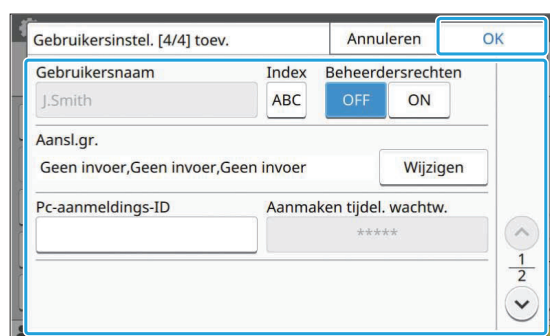 Gebruikersinstel. [4/4] toev.
Annuleren
OK
Gebruikersnaam
Index
Beheerdersrechten
J.Smith
ABC
OFF
ON
Aansl.gr.
Geen invoer,Geen invoer,Geen invoer
Wijzigen
Pc-aanmeldings-ID
Aanmaken tijdel. wachtw.
*****
1
2